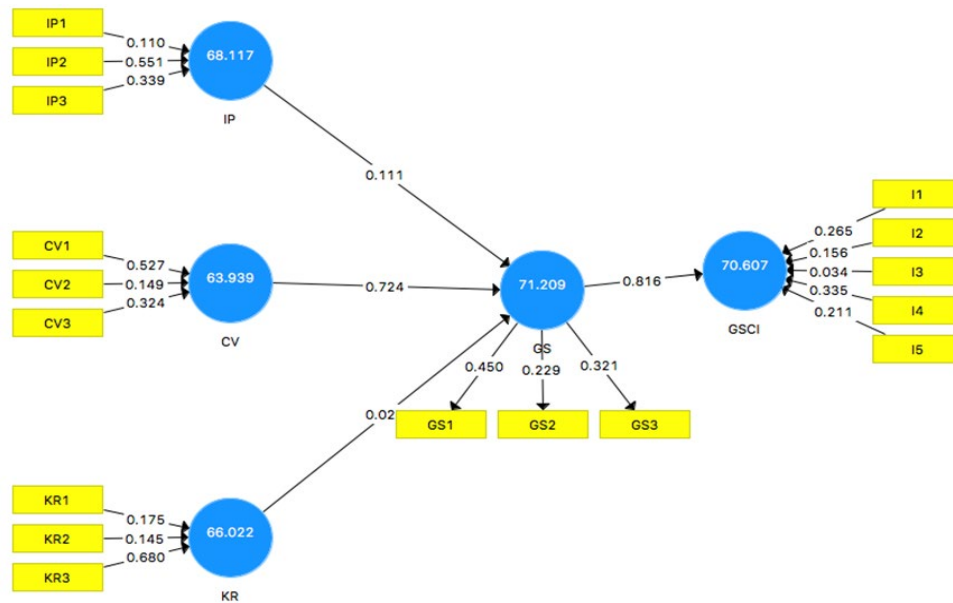 IP1
IP2
IP3
0.110
0.551
0.339
68.117
IP
0.111
CV1
CV2
CV3
0.527
0.149
0.324
63.939
CV
0.724
KR1
KR2
KR3
0.175
0.145
0.680
66.022
KR
0.02
71.209
GS
0.450
0.229
0.321
GS1
GS2
GS3
0.816
70.607
GSCI
0.265
0.156
0.034
0.335
0.211
I1
I2
I3
I4
I5